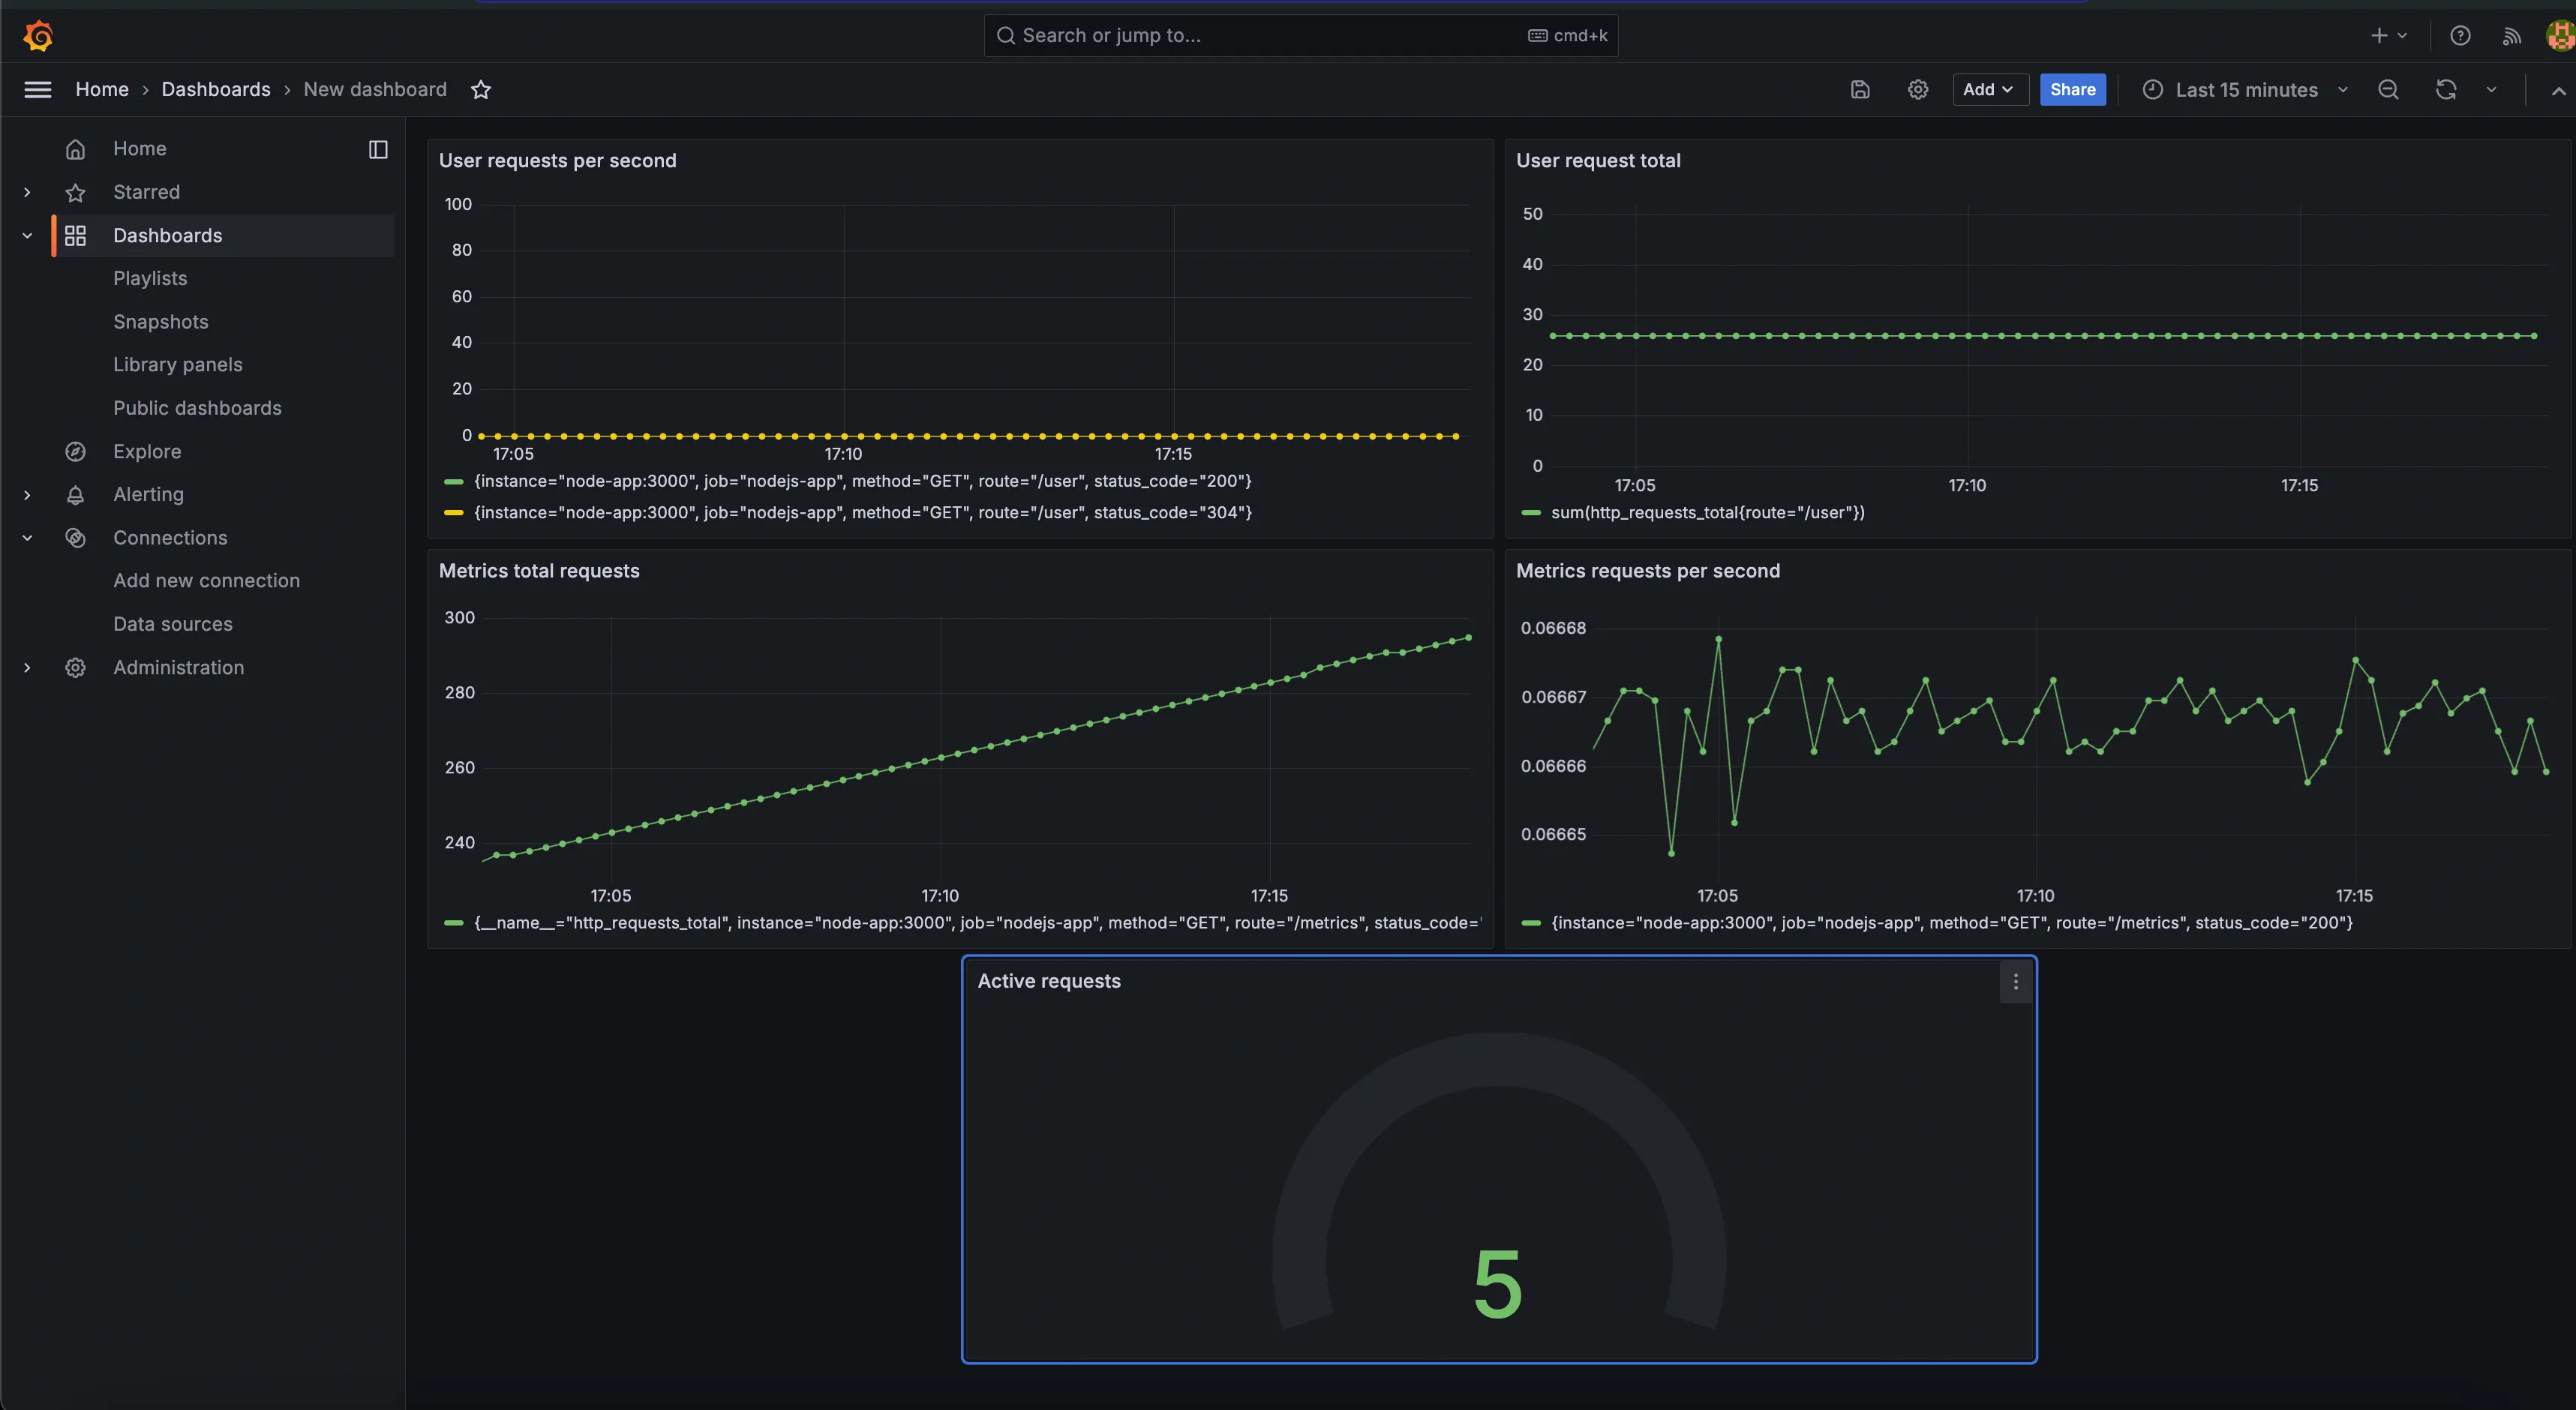 Search or jump to...
cmd+k
Home › Dashboards › New dashboard
Add
Share
Last 15 minutes
Home
Starred
Dashboards
Playlists
Snapshots
Library panels
Public dashboards
Explore
Alerting
Connections
Add new connection
Data sources
Administration
User requests per second
100
80
60
40
20
0
17:05 17:10 17:15
{instance="node-app:3000", job="nodejs-app", method="GET", route="/user", status_code="200"}
{instance="node-app:3000", job="nodejs-app", method="GET", route="/user", status_code="304"}
User request total
50
40
30
20
10
0
17:05 17:10 17:15
sum(http_requests_total{route="/user"})
Metrics total requests
300
280
260
240
17:05 17:10 17:15
{__name__="http_requests_total", instance="node-app:3000", job="nodejs-app", method="GET", route="/metrics", status_code="
Metrics requests per second
0.06668
0.06667
0.06666
0.06665
17:05 17:10 17:15
{instance="node-app:3000", job="nodejs-app", method="GET", route="/metrics", status_code="200"}
Active requests
5